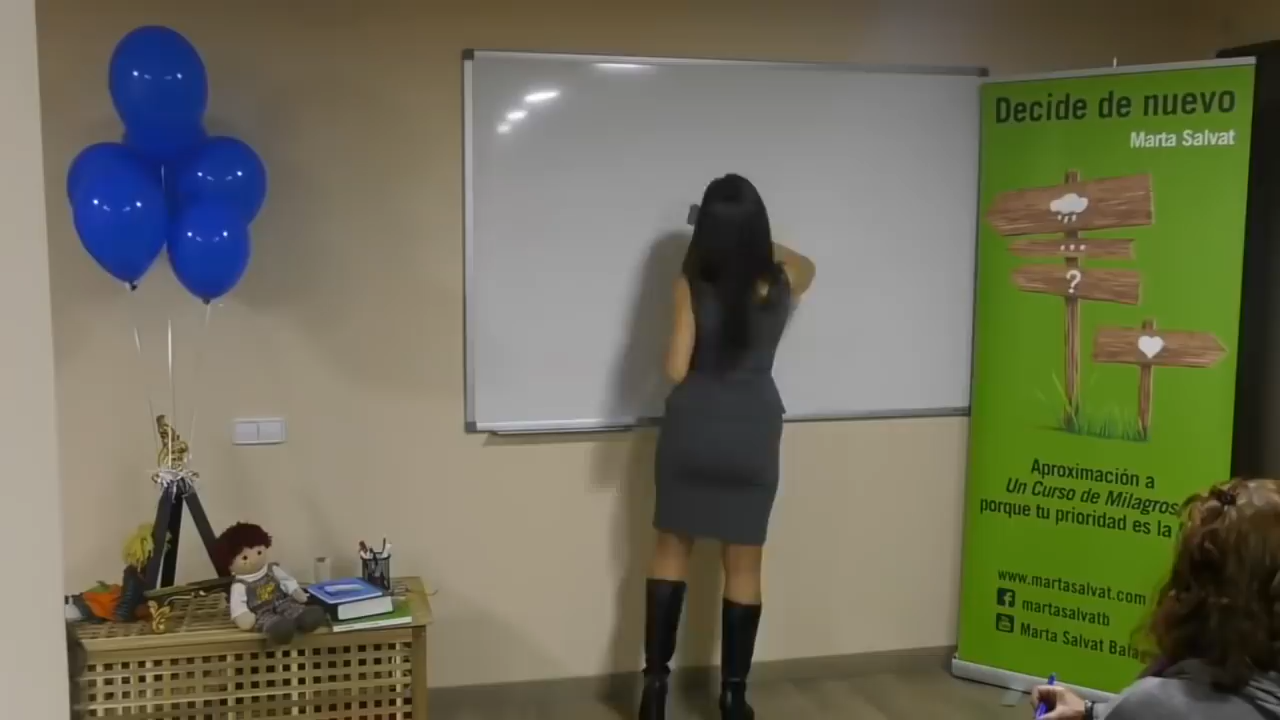 Decide de nuevo
Marta Salvat
?
Aproximación a
Un Curso de Milagros
porque tu prioridad es la
www.martasalvat.com
martasalvatb
Marta Salvat